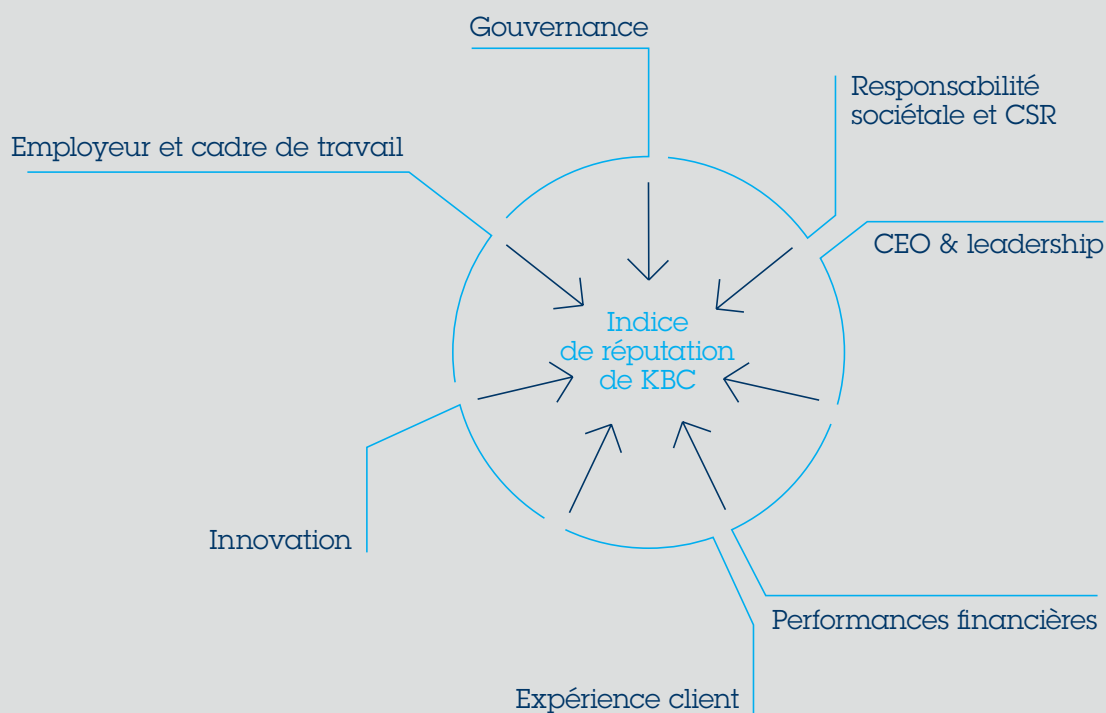 Gouvernance
Responsabilité
sociétale et CSR
Employeur et cadre de travail
CEO & leadership
Indice
de réputation
de KBC
Innovation
Performances financières
Expérience client